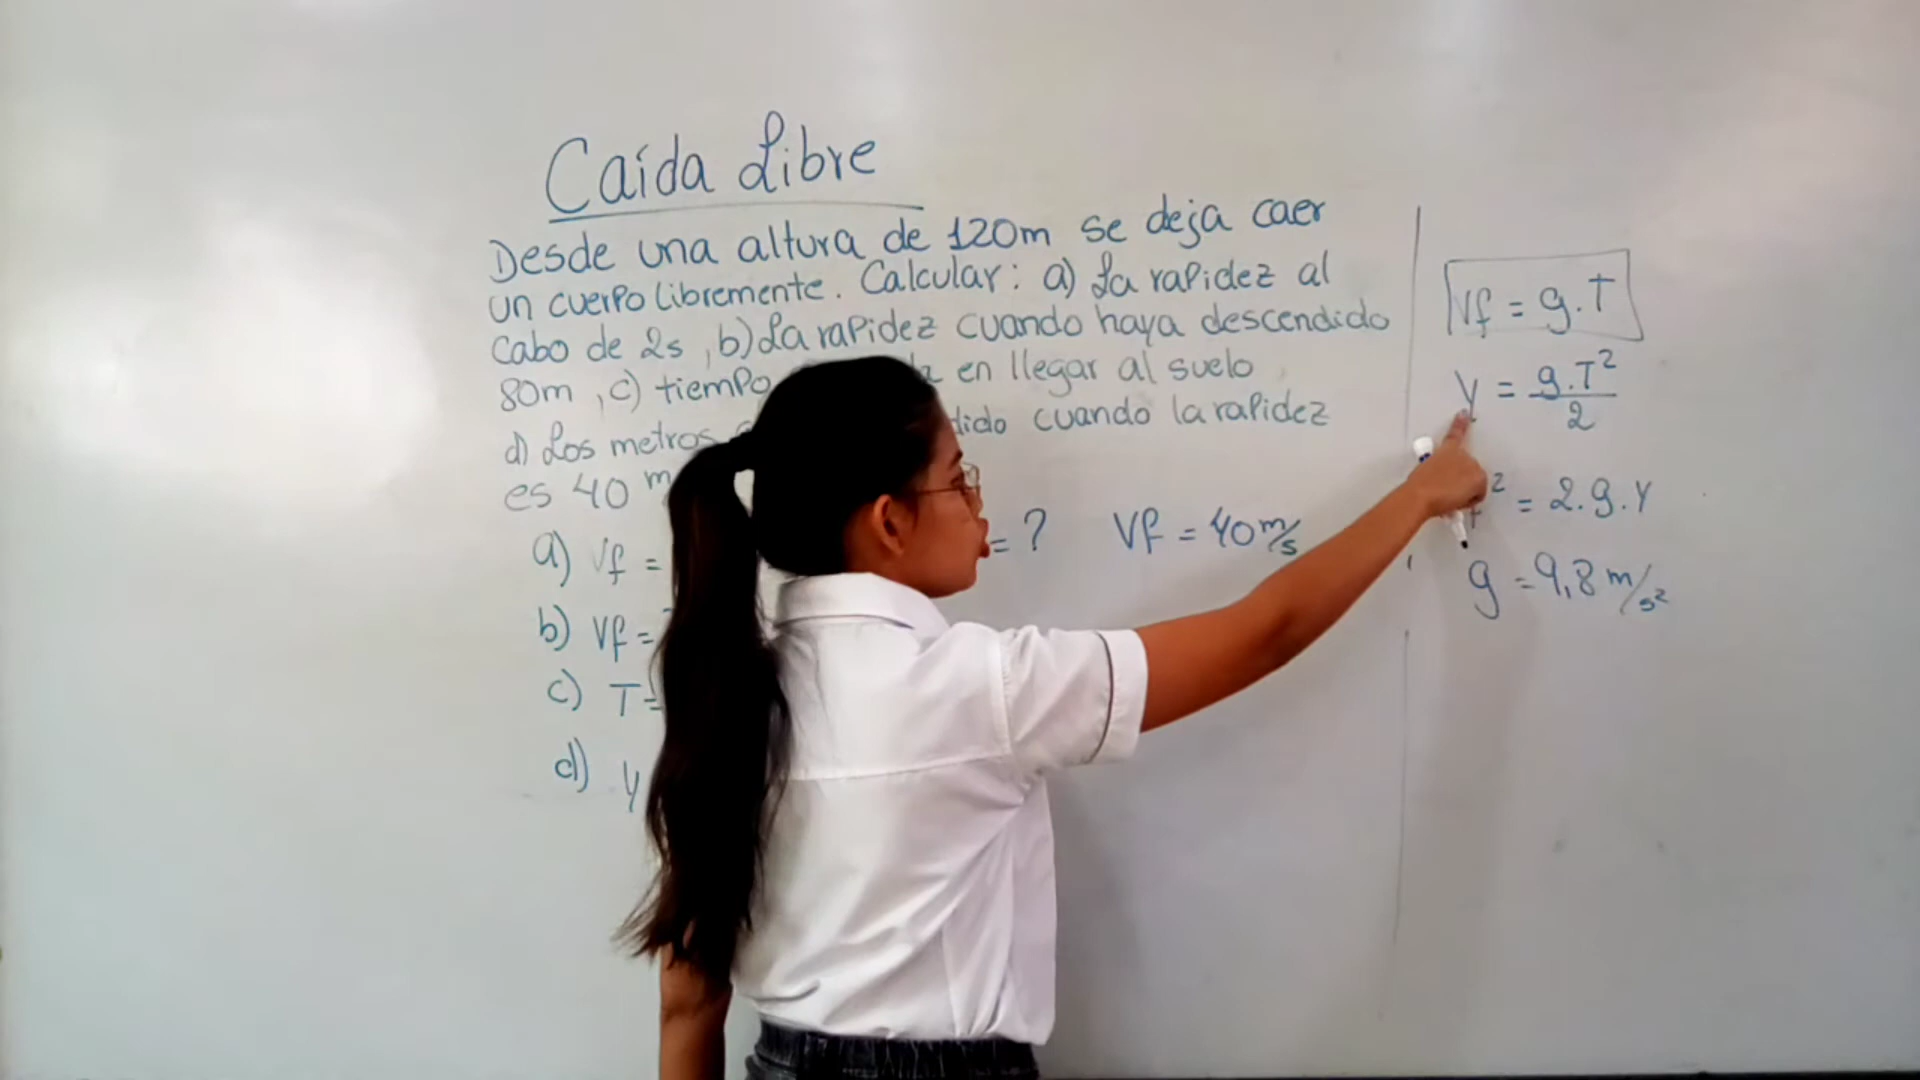 Caída Libre
Desde una altura de 120m se deja caer
un cuerpo libremente. Calcular: a) La rapidez al
cabo de 2s, b) La rapidez cuando haya descendido
80m, c) tiempo en llegar al suelo
d) Los metros cuando la rapidez
es 40 m
a) Vf = = ? Vf = 40 m/s
b) Vf =
c) T =
d) y
Vf = g.T
y = g.T²/2
² = 2.g.y
g = 9,8 m/s²